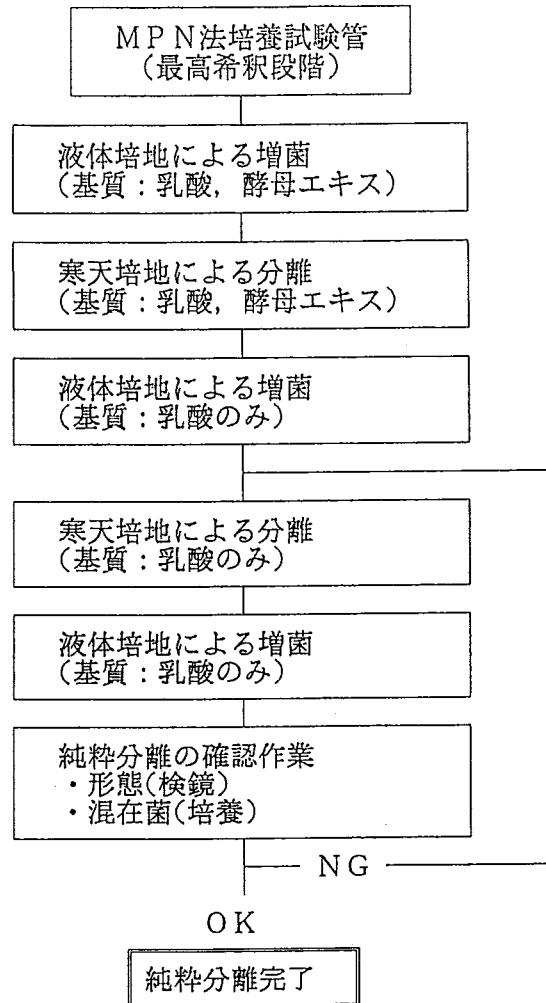 ＭＰＮ法培養試験管
（最高希釈段階）
液体培地による増菌
（基質：乳酸，酵母エキス）
寒天培地による分離
（基質：乳酸，酵母エキス）
液体培地による増菌
（基質：乳酸のみ）
寒天培地による分離
（基質：乳酸のみ）
液体培地による増菌
（基質：乳酸のみ）
純粋分離の確認作業
・形態(検鏡)
・混在菌(培養)
ＮＧ
ＯＫ
純粋分離完了